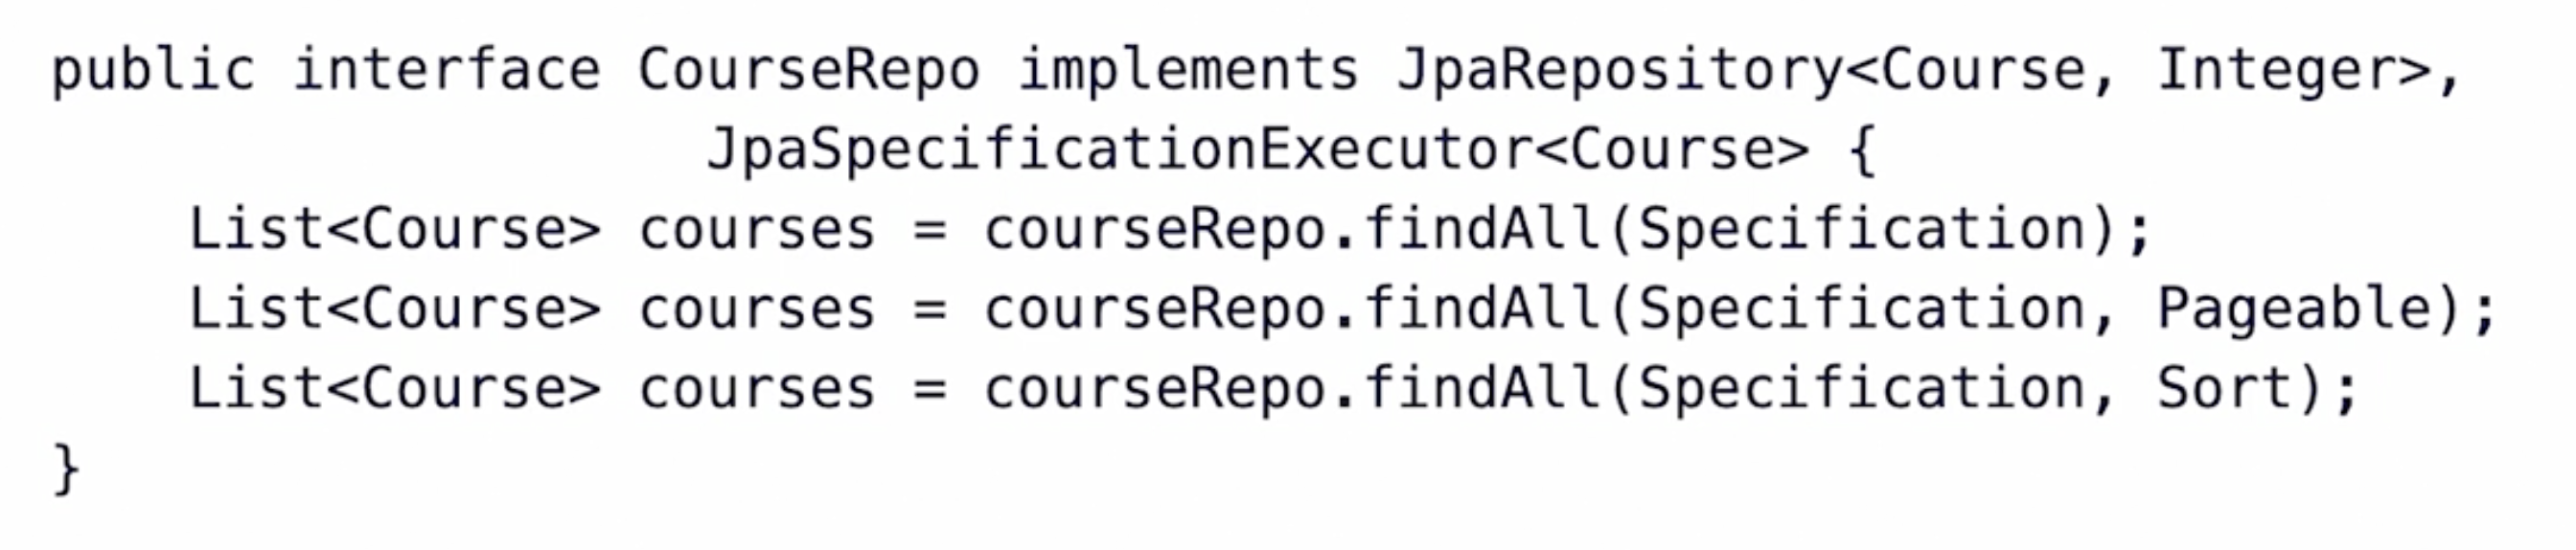 public interface CourseRepo implements JpaRepository<Course, Integer>,
JpaSpecificationExecutor<Course> {
List<Course> courses = courseRepo.findAll(Specification);
List<Course> courses = courseRepo.findAll(Specification, Pageable);
List<Course> courses = courseRepo.findAll(Specification, Sort);
}